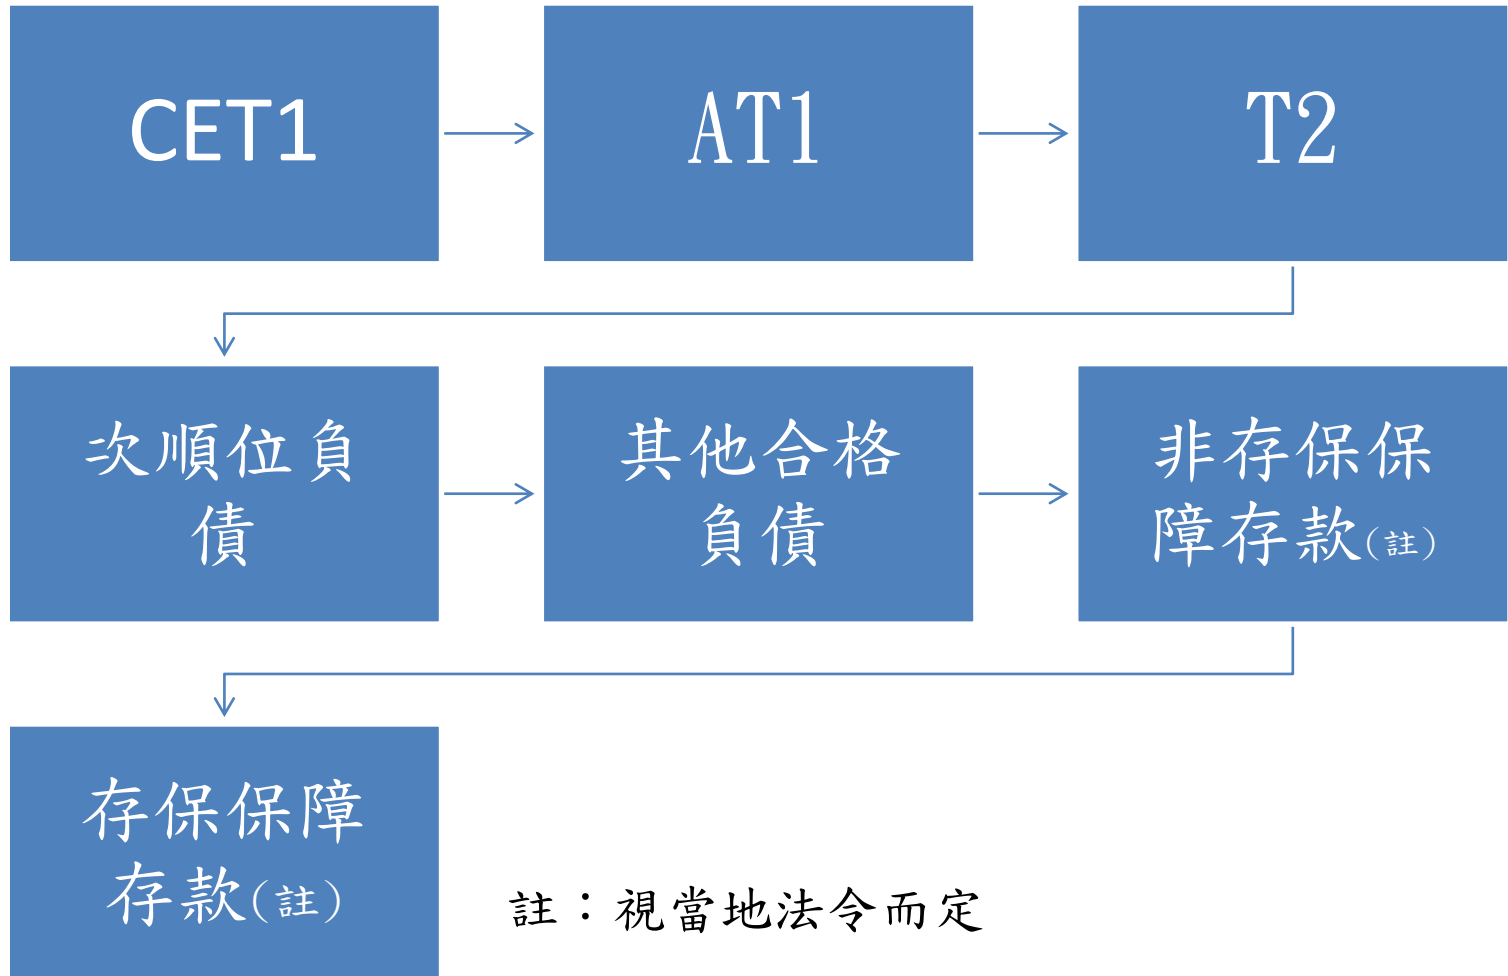 CET1
AT1
T2
次順位負
債
其他合格
負債
非存保保
障存款(註)
存保保障
存款(註)
註：視當地法令而定